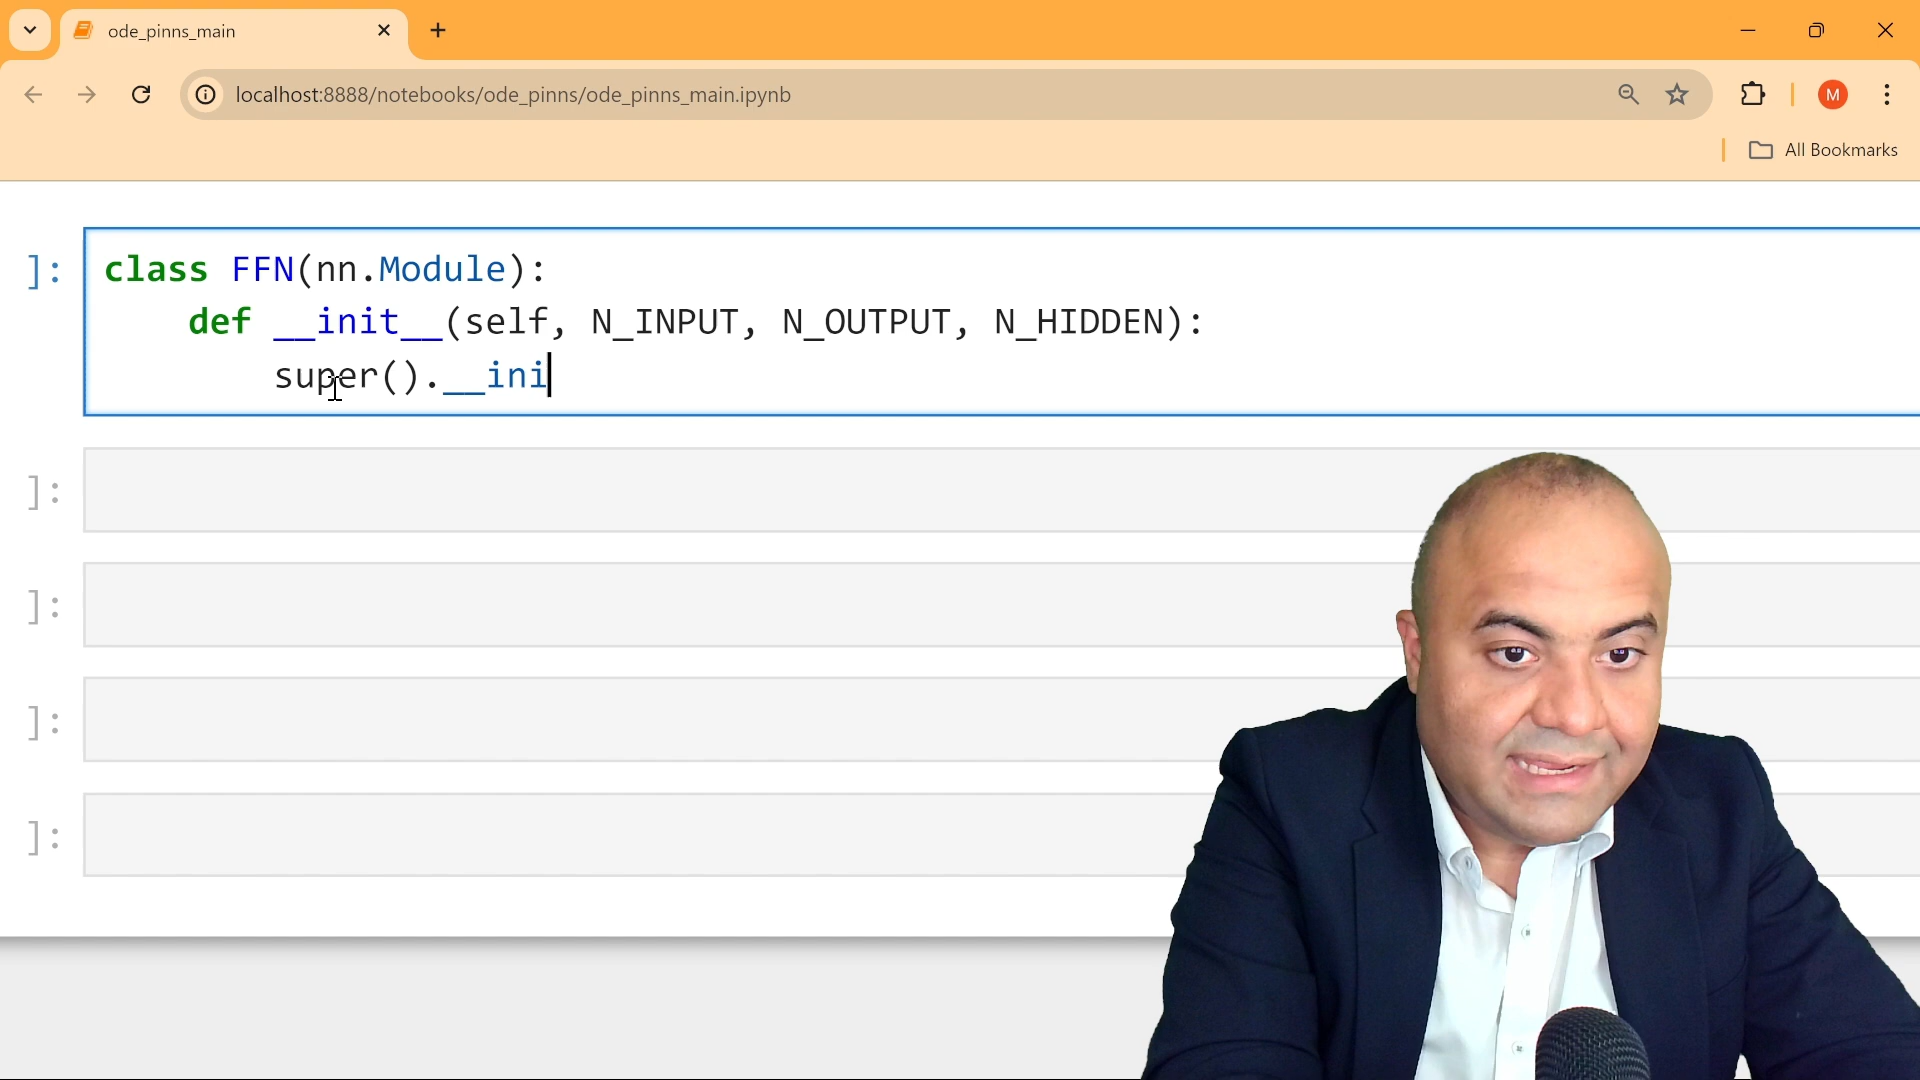 ode_pinns_main
localhost:8888/notebooks/ode_pinns/ode_pinns_main.ipynb
M
All Bookmarks
]: class FFN(nn.Module):
def __init__(self, N_INPUT, N_OUTPUT, N_HIDDEN):
super().__ini
]:
]:
]:
]: